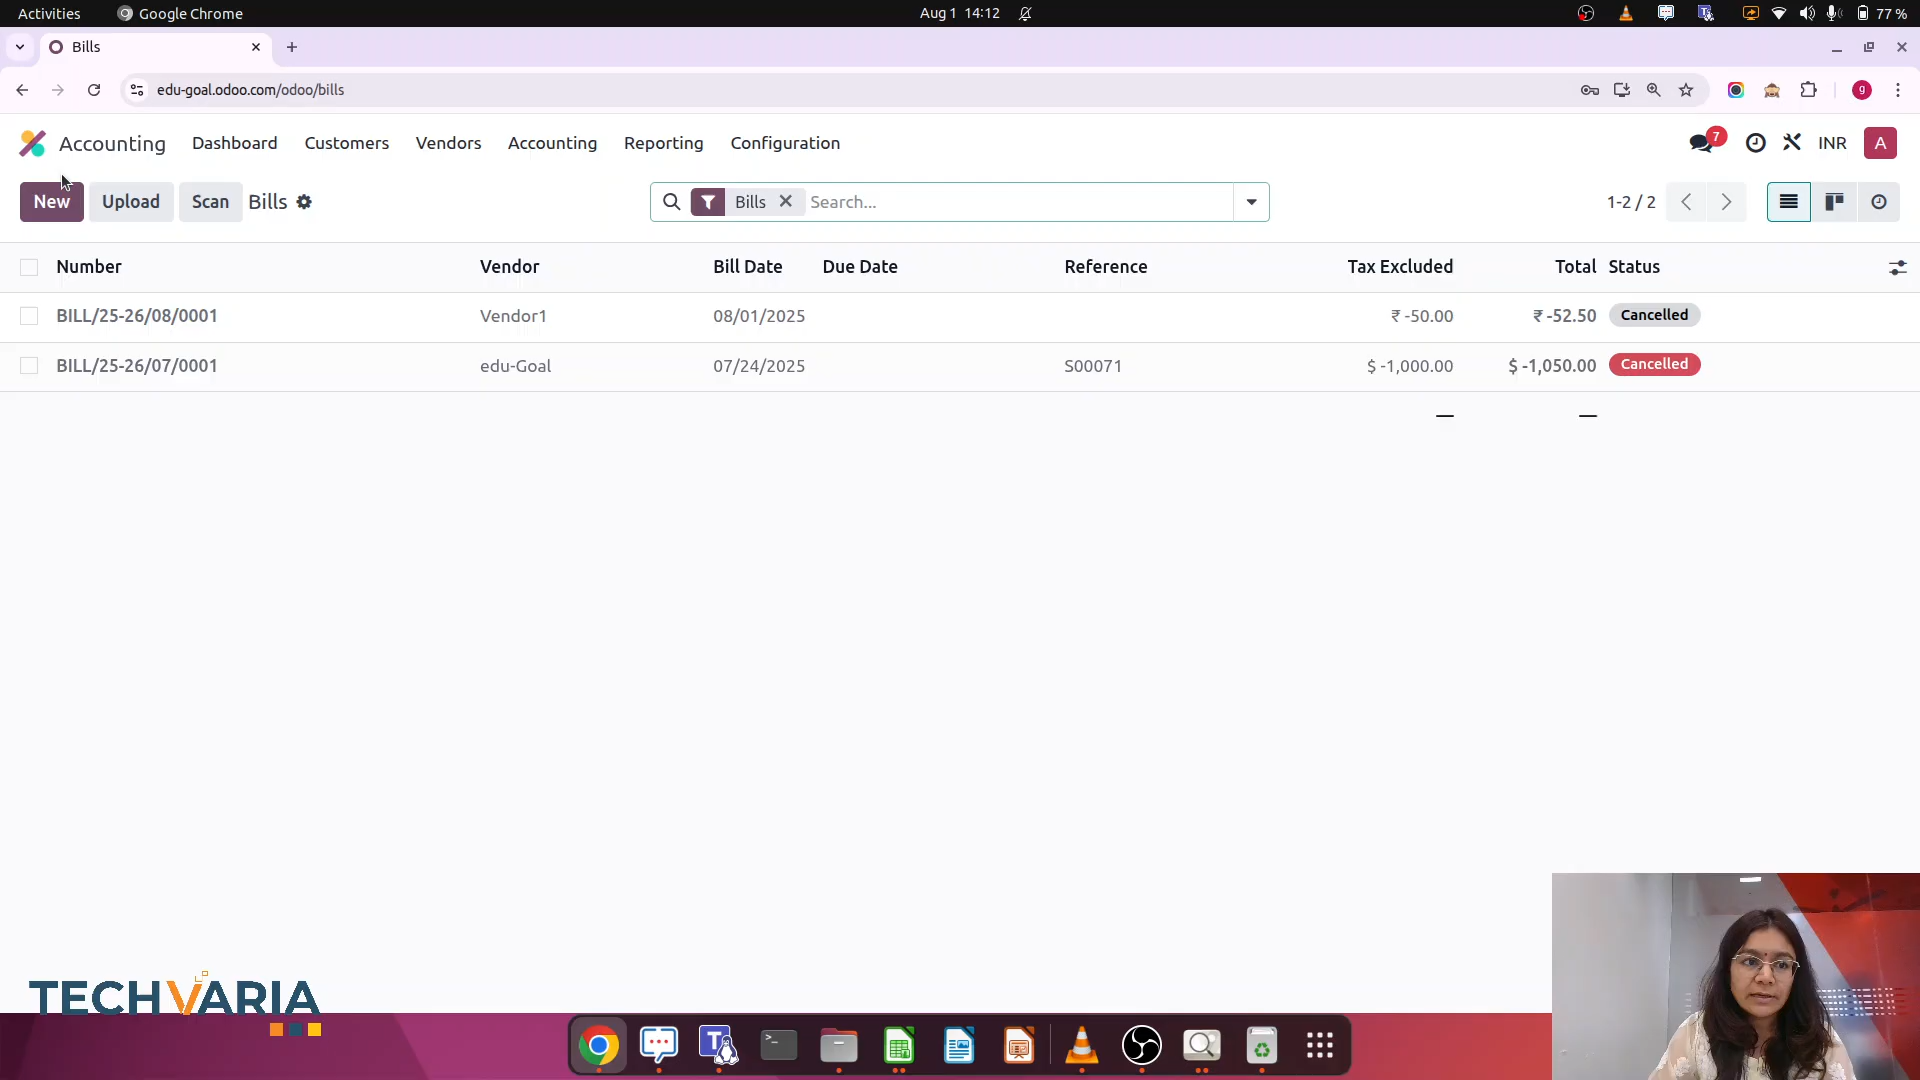 Activities Google Chrome Aug 1 14:12 77 %
Bills
edu-goal.odoo.com/odoo/bills g
Accounting Dashboard Customers Vendors Accounting Reporting Configuration 7 INR A
New Upload Scan Bills Bills Search... 1-2 / 2
Number Vendor Bill Date Due Date Reference Tax Excluded Total Status
BILL/25-26/08/0001 Vendor1 08/01/2025 ₹ -50.00 ₹ -52.50 Cancelled
BILL/25-26/07/0001 edu-Goal 07/24/2025 S00071 $ -1,000.00 $ -1,050.00 Cancelled
TECHVARIA